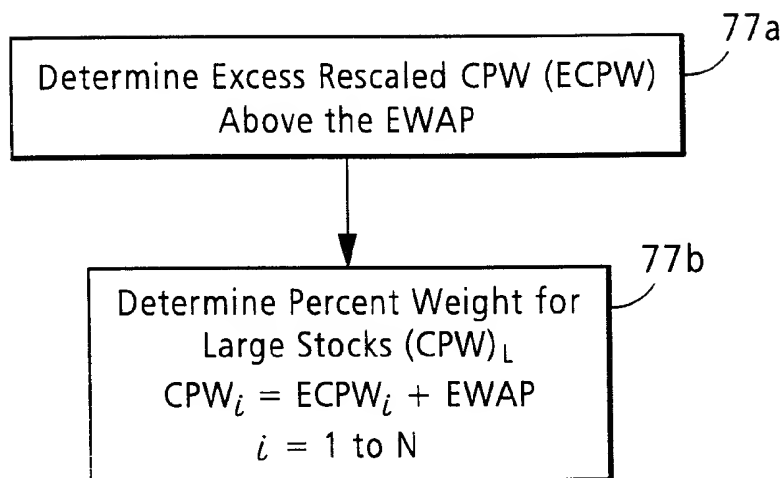 77a
Determine Excess Rescaled CPW (ECPW)
Above the EWAP
77b
Determine Percent Weight for
Large Stocks (CPW)L
CPWi = ECPWi + EWAP
i = 1 to N